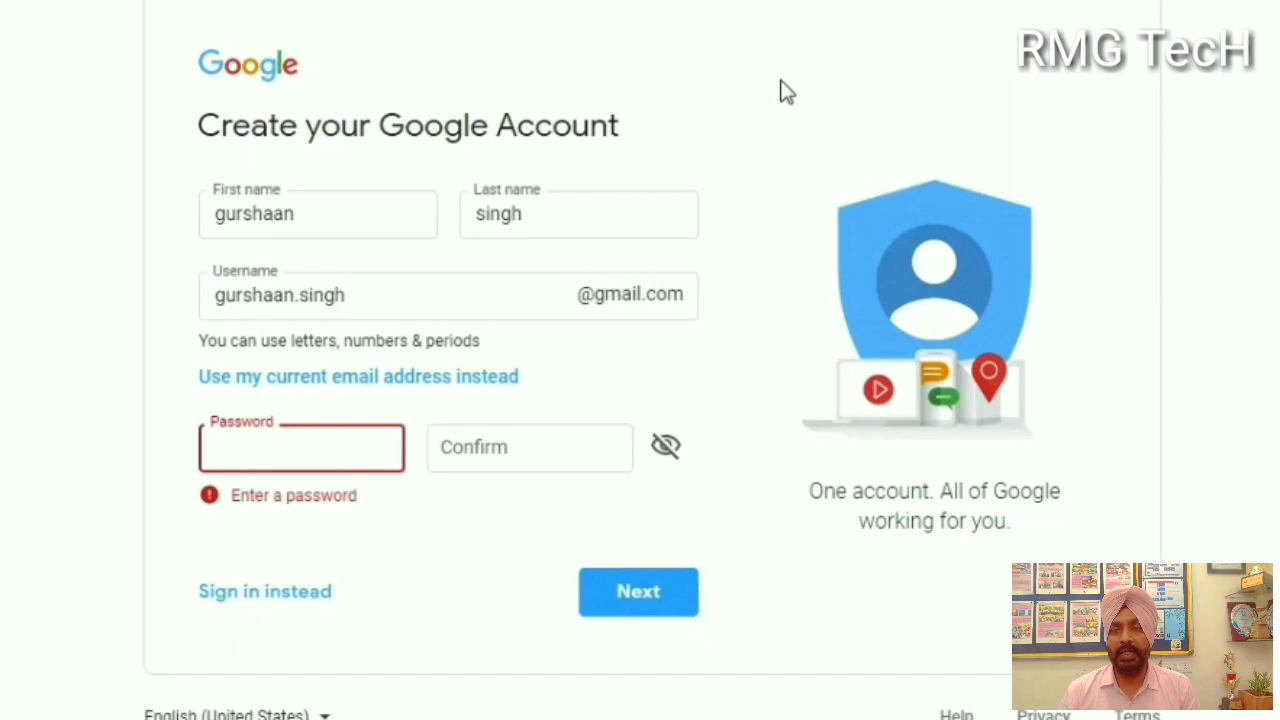 RMG TecH
Google
Create your Google Account
First name
gurshaan
Last name
singh
Username
gurshaan.singh
@gmail.com
You can use letters, numbers & periods
Use my current email address instead
Password
Confirm
Enter a password
One account. All of Google
working for you.
Sign in instead
Next
English (United States)
Help
Privacy
Terms